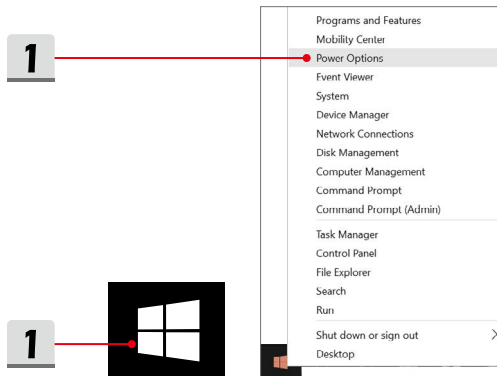 1
Programs and Features
Mobility Center
Power Options
Event Viewer
System
Device Manager
Network Connections
Disk Management
Computer Management
Command Prompt
Command Prompt (Admin)
Task Manager
Control Panel
File Explorer
Search
Run
Shut down or sign out
Desktop
1